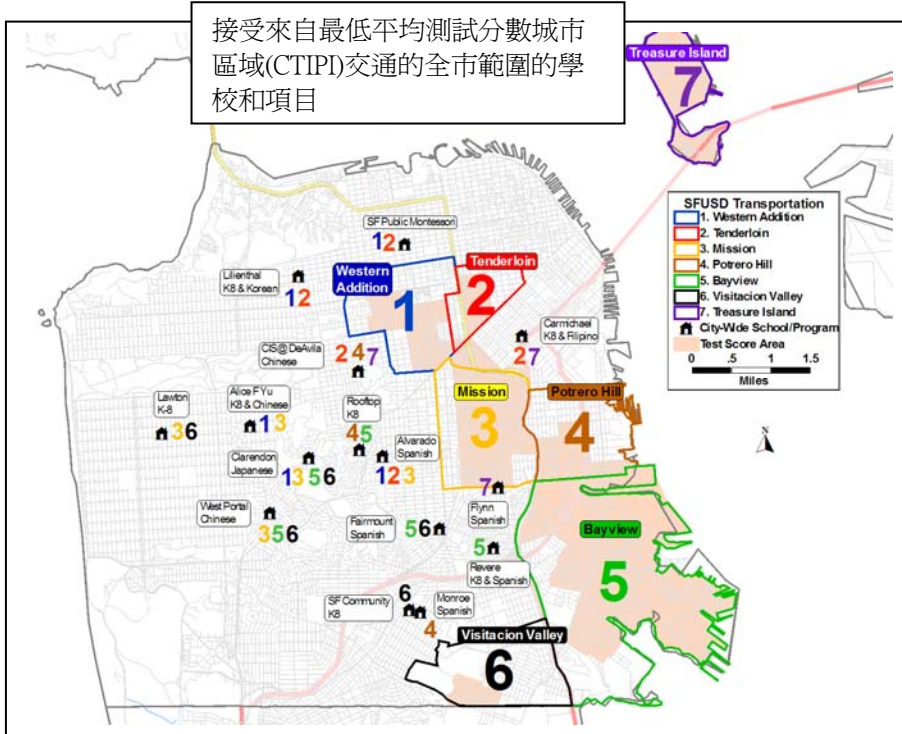 接受來自最低平均測試分數城市
區域(CTIPI)交通的全市範圍的學
校和項目
Treasure Island
7
SFUSD Transportation
1. Western Addition
2. Tenderloin
3. Mission
4. Potrero Hill
5. Bayview
6. Visitacion Valley
7. Treasure Island
City-Wide School/Program
Test Score Area
0 .5 1 1.5
Miles
N
SF Public Montessori
12
Lilienthal
K8 & Korean
12
Western
Addition
1
Tenderloin
2
Carmichael
K8 & Filipino
27
CIS@DeAvila
Chinese
247
Lawton
K-8
36
Alice FYu
K8 & Chinese
13
Rooftop
K8
45
Alvarado
Spanish
123
Mission
3
Potrero Hill
4
Clarendon
Japanese
1356
West Portal
Chinese
356
Fairmount
Spanish
56
7
Flynn
Spanish
5
Revere
K8 & Spanish
Bayview
5
SF Community
K8
6
Monroe
Spanish
4
Visitacion Valley
6